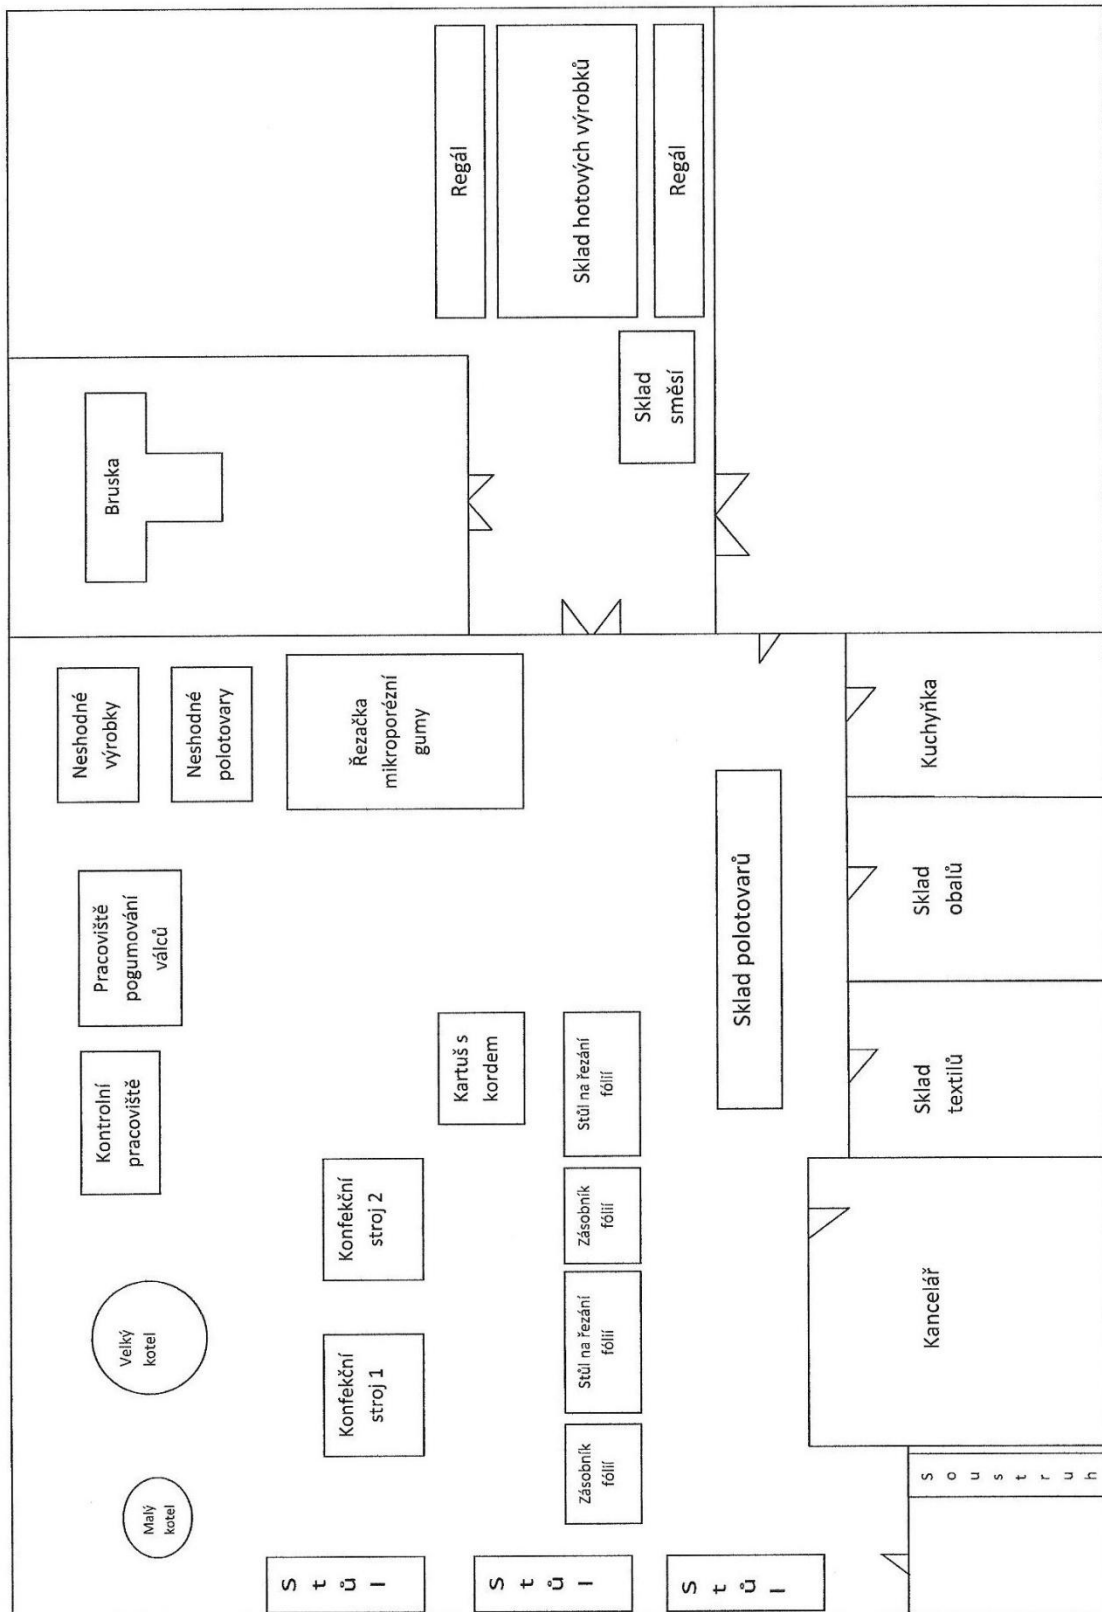 Malý
kotel
Velký
kotel
Kontrolní
pracoviště
Pracoviště
pogumování
válců
Neshodné
výrobky
Neshodné
polotovary
Bruska
Stůl
Konfekční
stroj 1
Konfekční
stroj 2
Řezačka
mikroporézní
gumy
Regál
Stůl
Kartuš s
kordem
Sklad hotových výrobků
Zásobník
fólií
Stůl na řezání
fólií
Zásobník
fólií
Stůl na řezání
fólií
Sklad
směsí
Regál
Stůl
Sklad polotovarů
Soustruh
Kancelář
Sklad
textilů
Sklad
obalů
Kuchyňka